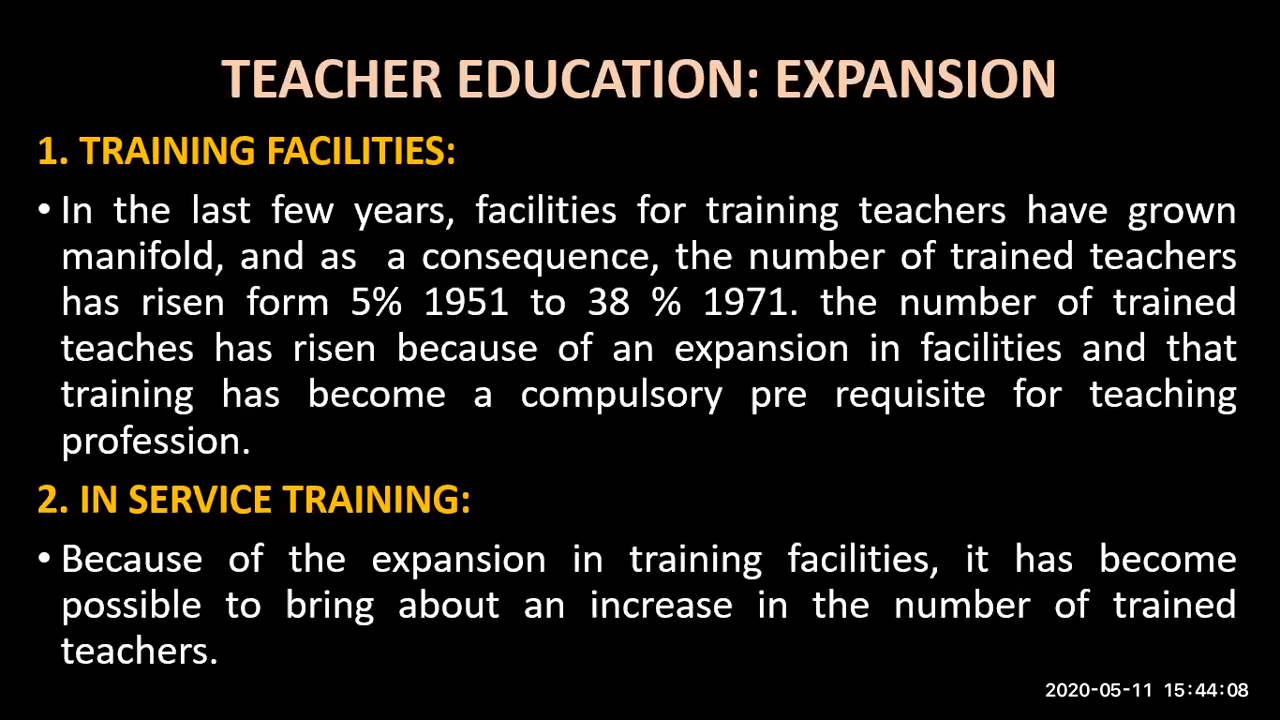 TEACHER EDUCATION: EXPANSION
1. TRAINING FACILITIES:
• In the last few years, facilities for training teachers have grown
manifold, and as a consequence, the number of trained teachers
has risen form 5% 1951 to 38 % 1971. the number of trained
teaches has risen because of an expansion in facilities and that
training has become a compulsory pre requisite for teaching
profession.
2. IN SERVICE TRAINING:
• Because of the expansion in training facilities, it has become
possible to bring about an increase in the number of trained
teachers.
2020-05-11 15:44:08